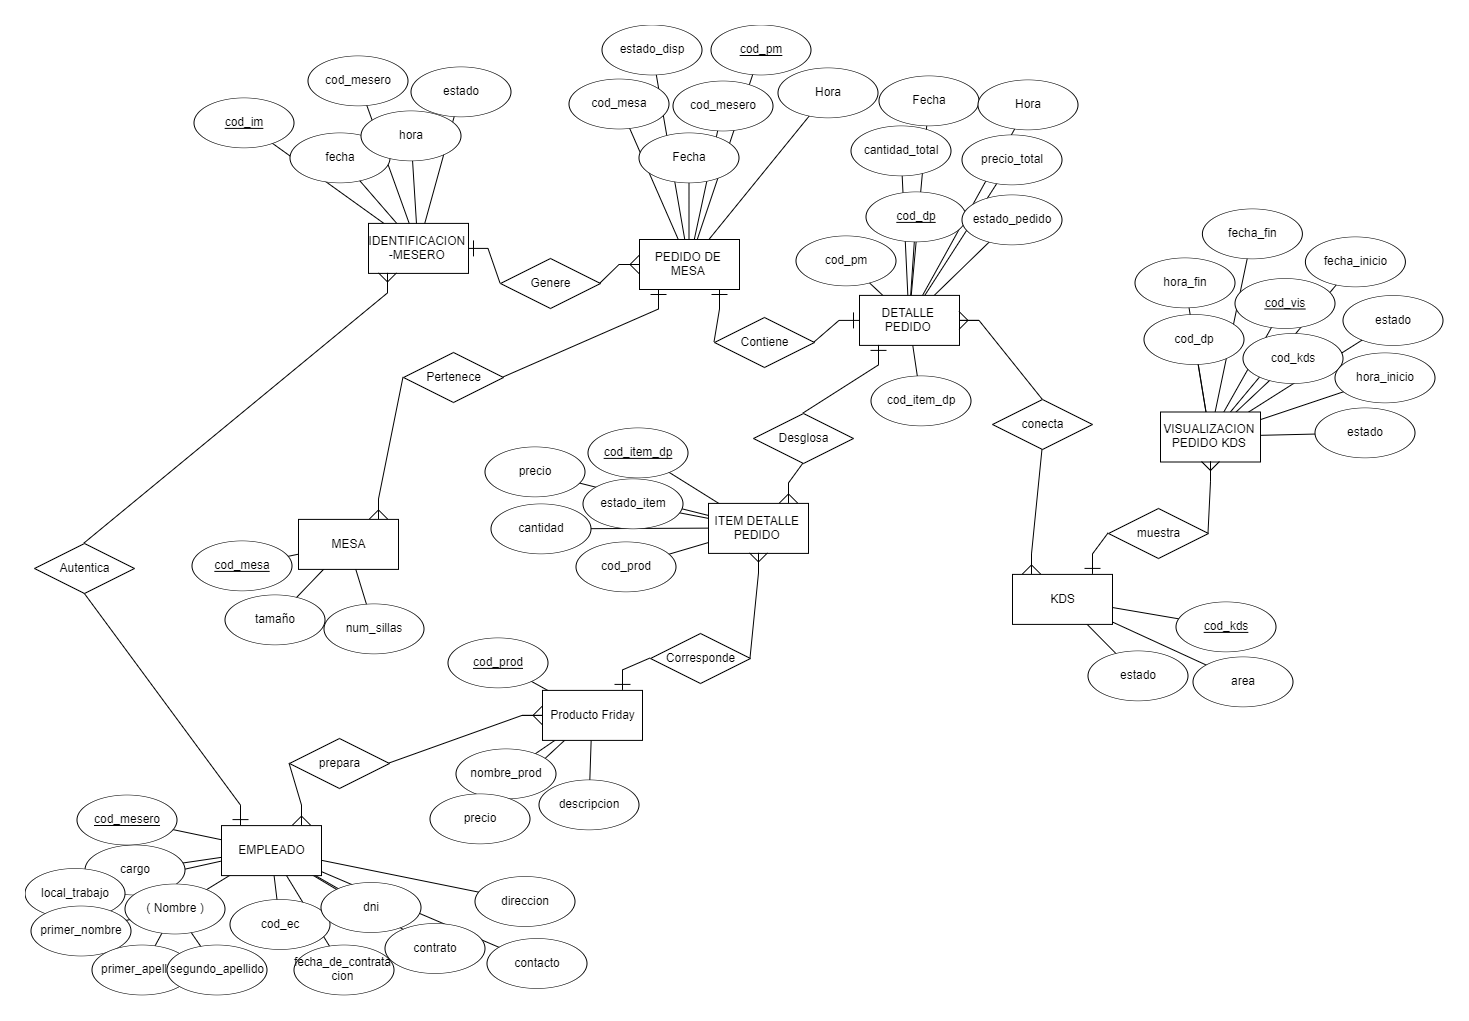 estado_disp
cod_pm
cod_mesero
estado
cod_mesa
cod_mesero
Hora
Fecha
Hora
cod_im
hora
fecha
Fecha
cantidad_total
precio_total
cod_dp
estado_pedido
fecha_fin
IDENTIFICACION
-MESERO
PEDIDO DE
MESA
cod_pm
fecha_inicio
Genere
hora_fin
cod_vis
DETALLE
PEDIDO
estado
Contiene
cod_dp
cod_kds
Pertenece
hora_inicio
cod_item_dp
conecta
estado
VISUALIZACION
PEDIDO KDS
Desglosa
cod_item_dp
precio
estado_item
cantidad
ITEM DETALLE
PEDIDO
muestra
MESA
cod_mesa
Autentica
cod_prod
KDS
tamaño
num_sillas
cod_kds
Corresponde
cod_prod
estado
area
Producto Friday
prepara
nombre_prod
descripcion
precio
cod_mesero
EMPLEADO
cargo
local_trabajo
( Nombre )
dni
direccion
primer_nombre
cod_ec
contrato
primer_apell
segundo_apellido
fecha_de_contrata
cion
contacto